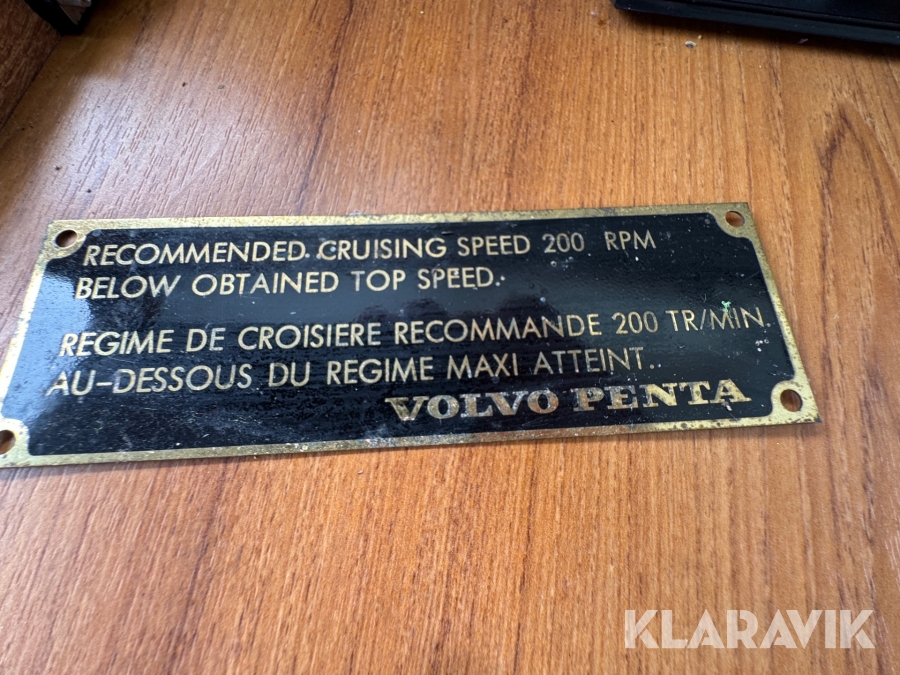 RECOMMENDED CRUISING SPEED 200 RPM
BELOW OBTAINED TOP SPEED.
REGIME DE CROISIERE RECOMMANDE 200 TR/MIN.
AU-DESSOUS DU REGIME MAXI ATTEINT.
VOLVO PENTA
KLARAVIK